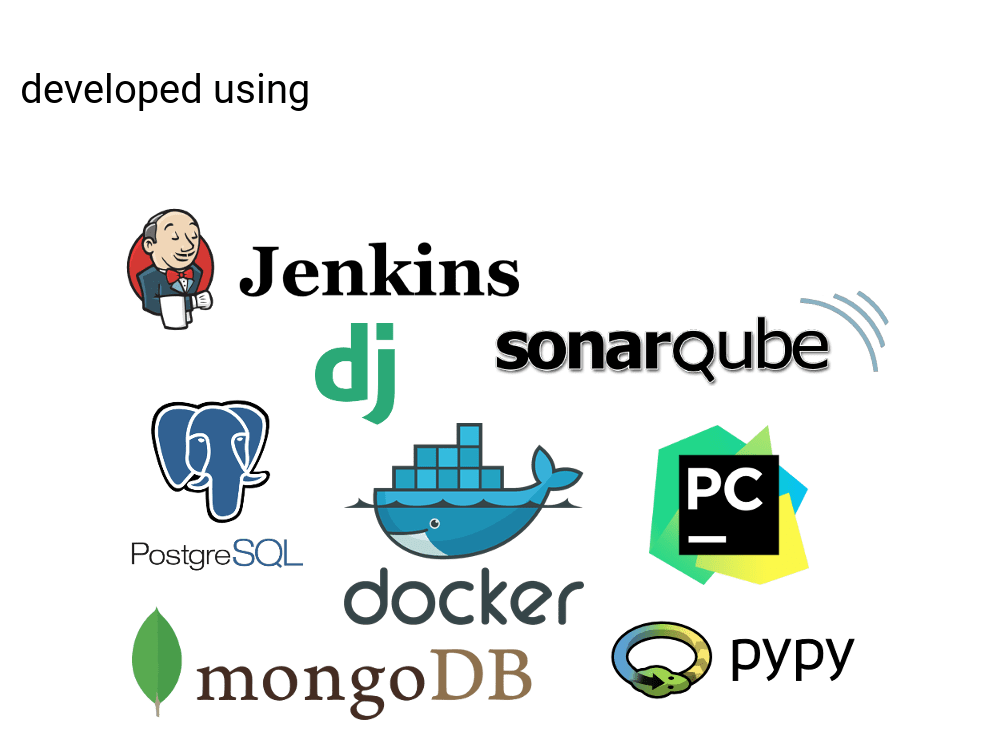 developed using
Jenkins
dj
sonarqube
PC
PostgreSQL
docker
mongoDB
pypy